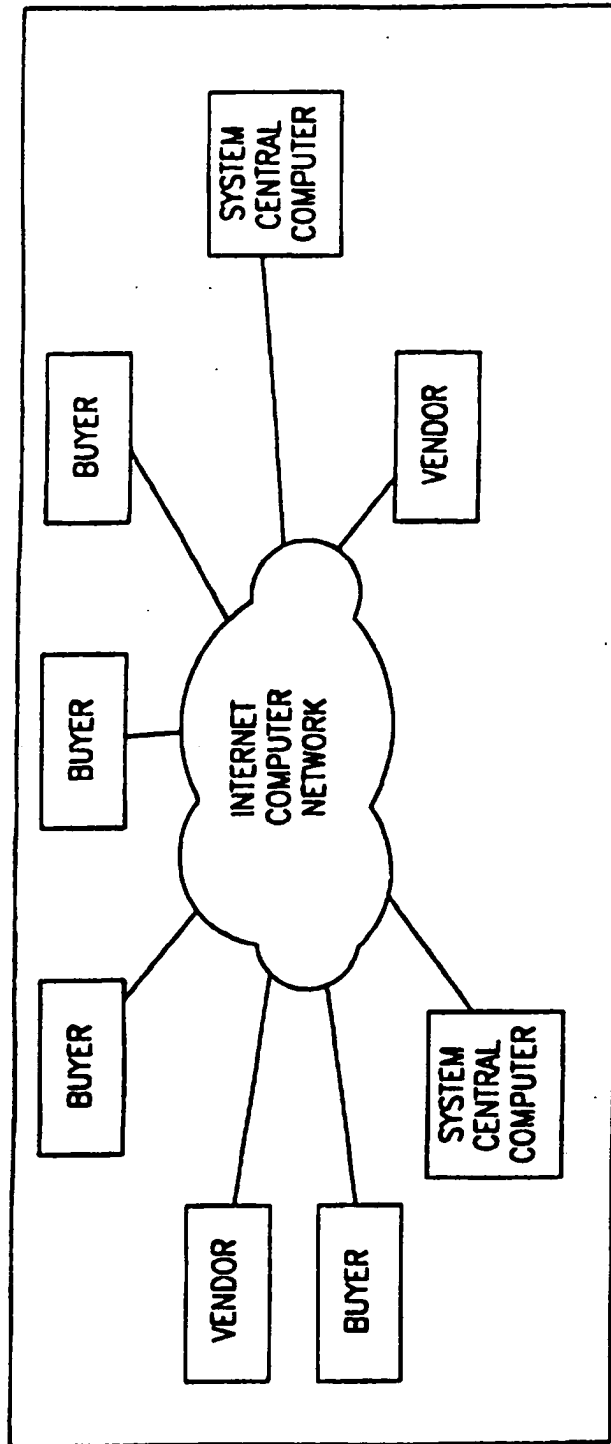 BUYER
BUYER
BUYER
VENDOR
INTERNET
COMPUTER
NETWORK
SYSTEM
CENTRAL
COMPUTER
BUYER
VENDOR
SYSTEM
CENTRAL
COMPUTER